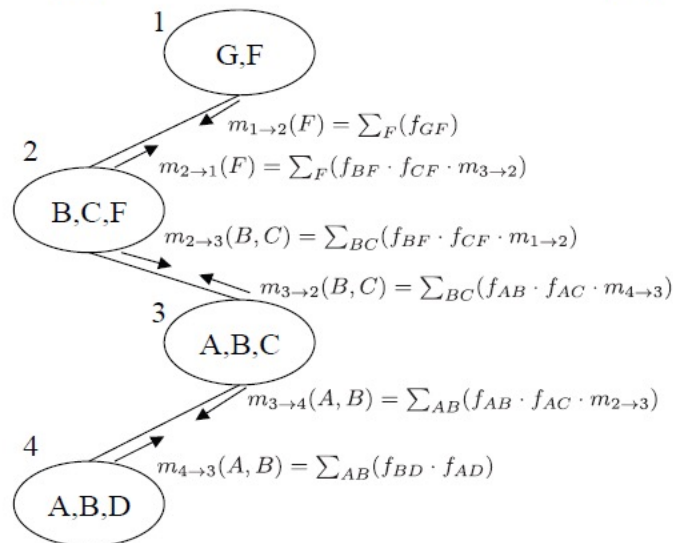 1
G,F
m_{1→2}(F) = ∑_F(f_{GF})
2
m_{2→1}(F) = ∑_F(f_{BF} · f_{CF} · m_{3→2})
B,C,F
m_{2→3}(B, C) = ∑_{BC}(f_{BF} · f_{CF} · m_{1→2})
m_{3→2}(B, C) = ∑_{BC}(f_{AB} · f_{AC} · m_{4→3})
3
A,B,C
m_{3→4}(A, B) = ∑_{AB}(f_{AB} · f_{AC} · m_{2→3})
4
m_{4→3}(A, B) = ∑_{AB}(f_{BD} · f_{AD})
A,B,D